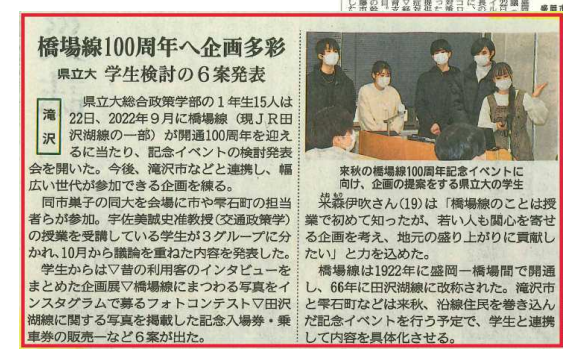 橋場線100周年へ企画多彩
県立大 学生検討の6案発表
滝沢
県立大総合政策学部の1年生15人は
22日、2022年9月に橋場線(現JR田
沢湖線の一部)が開通100周年を迎え
るに当たり、記念イベントの検討発表
会を開いた。今後、滝沢市などと連携し、幅
広い世代が参加できる企画を練る。
同市巣子の同大を会場に市や雫石町の担当
者らが参加。宇佐美誠史准教授(交通政策学)
の授業を受講している学生が3グループに分
かれ、10月から議論を重ねた内容を発表した。
学生からは▽昔の利用客のインタビューを
まとめた企画展▽橋場線にまつわる写真をイ
ンスタグラムで募るフォトコンテスト▽田沢
湖線に関する写真を掲載した記念入場券・乗
車券の販売―など6案が出た。
来秋の橋場線100周年記念イベントに
向け、企画の提案をする県立大の学生
米森伊吹さん(19)は「橋場線のことは授
業で初めて知ったが、若い人も関心を寄せ
る企画を考え、地元の盛り上がりに貢献し
たい」と力を込めた。
橋場線は1922年に盛岡―橋場間で開通
し、66年に田沢湖線に改称された。滝沢市
と雫石町などは来秋、沿線住民を巻き込ん
だ記念イベントを行う予定で、学生と連携
して内容を具体化させる。